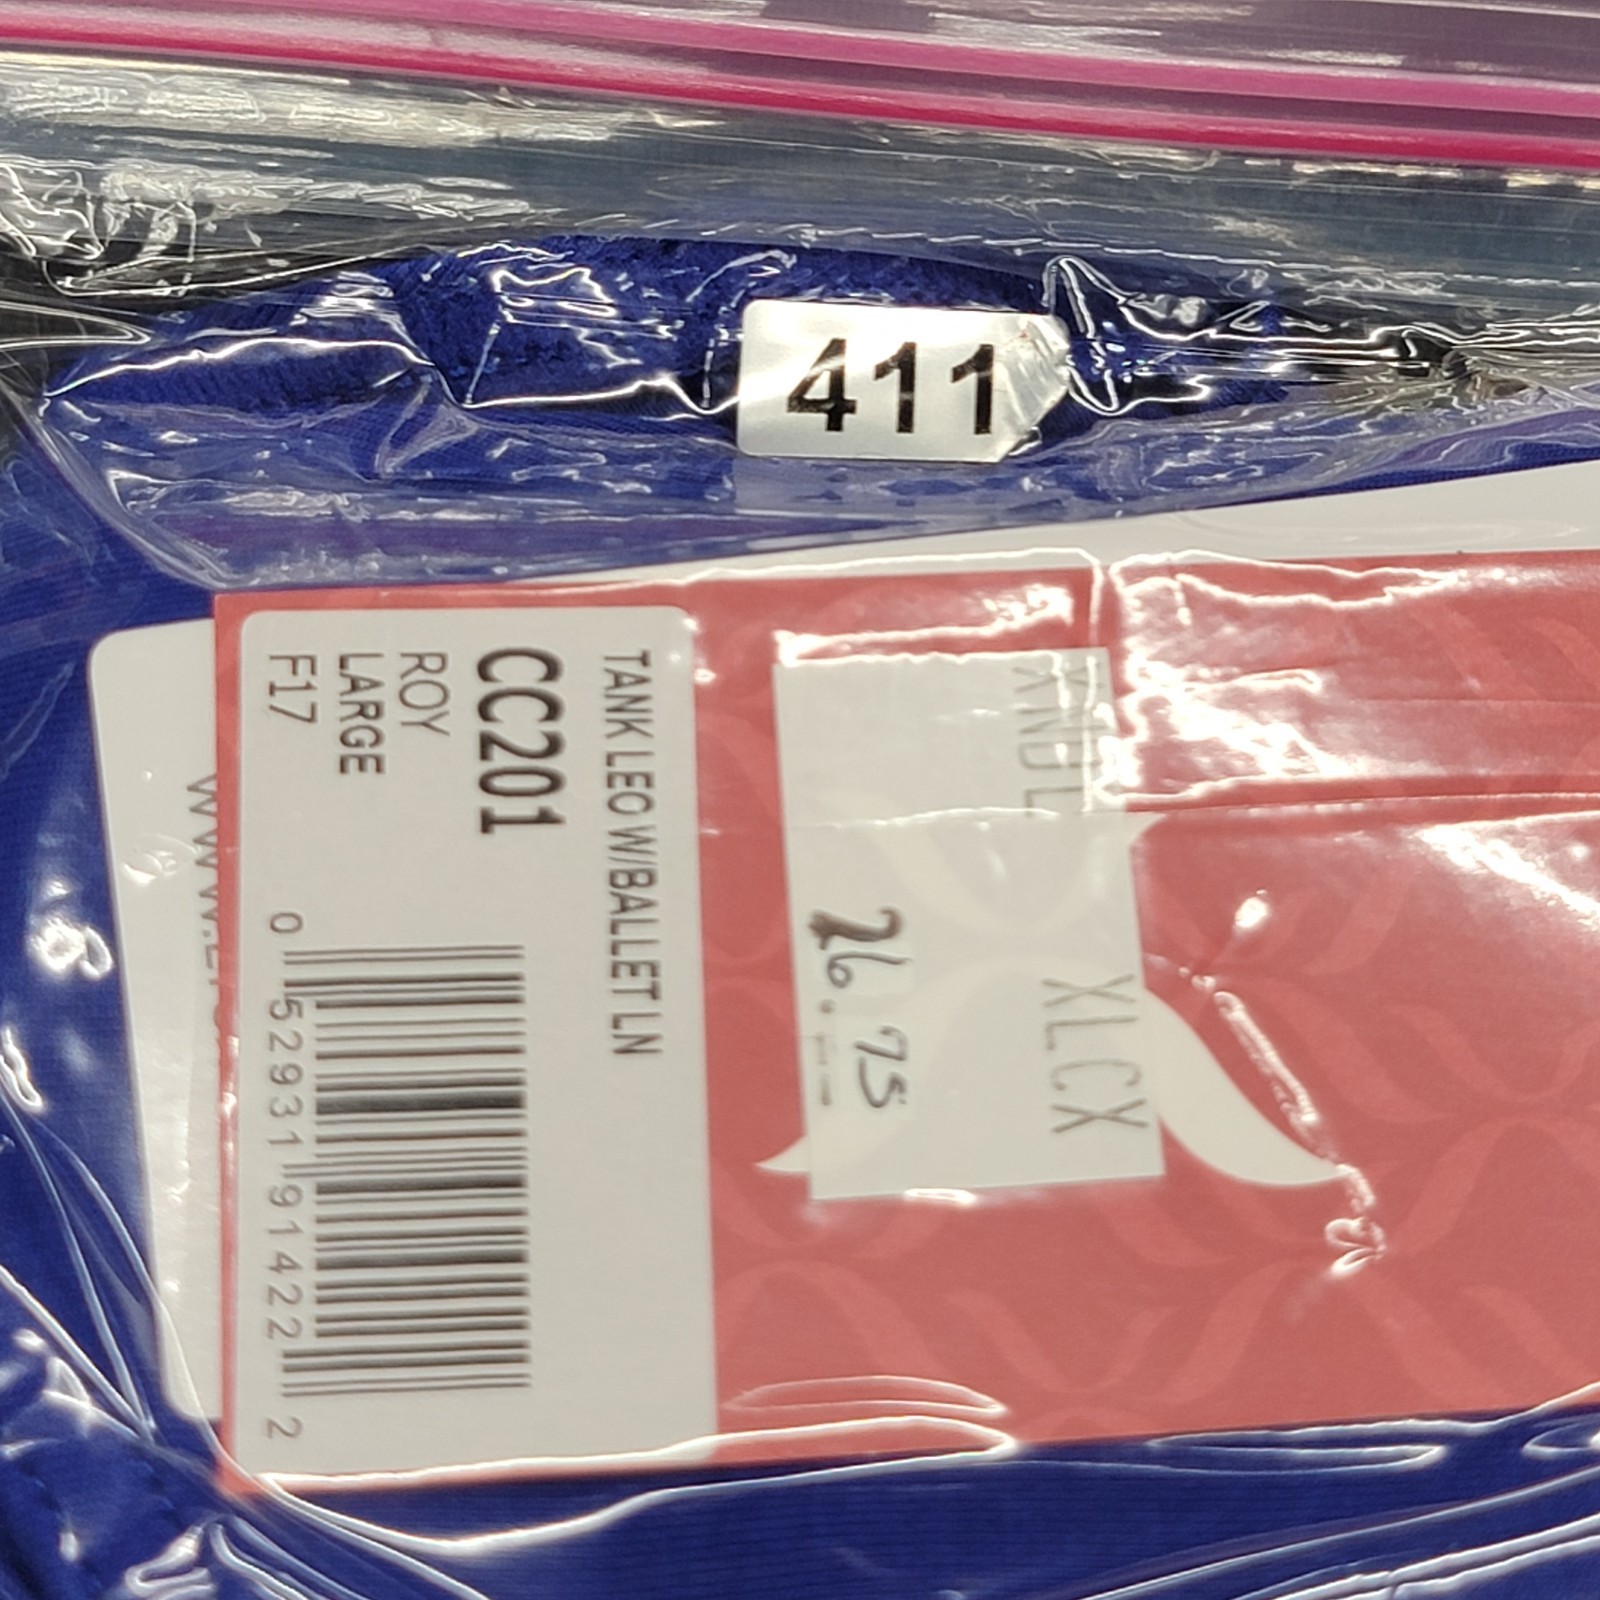 411
TANK LEO W/BALLET LN
CC201
ROY
LARGE
F17
0 52931 91422 2
XLCX
26.75